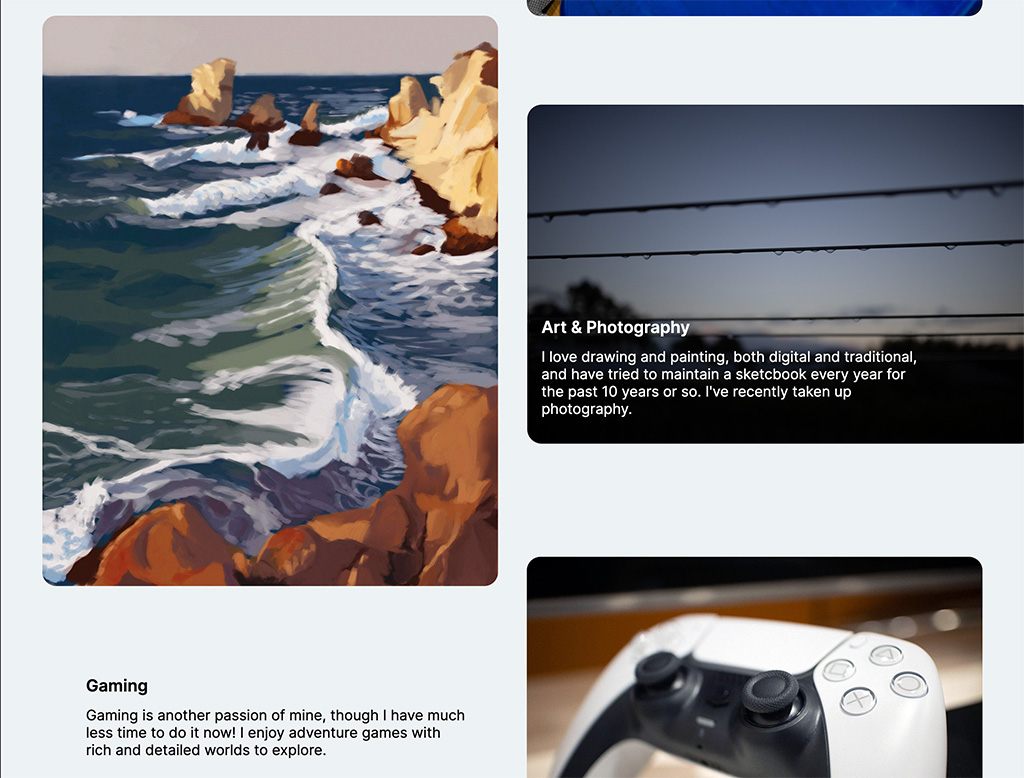 Art & Photography
I love drawing and painting, both digital and traditional,
and have tried to maintain a sketcbook every year for
the past 10 years or so. I've recently taken up
photography.
Gaming
Gaming is another passion of mine, though I have much
less time to do it now! I enjoy adventure games with
rich and detailed worlds to explore.